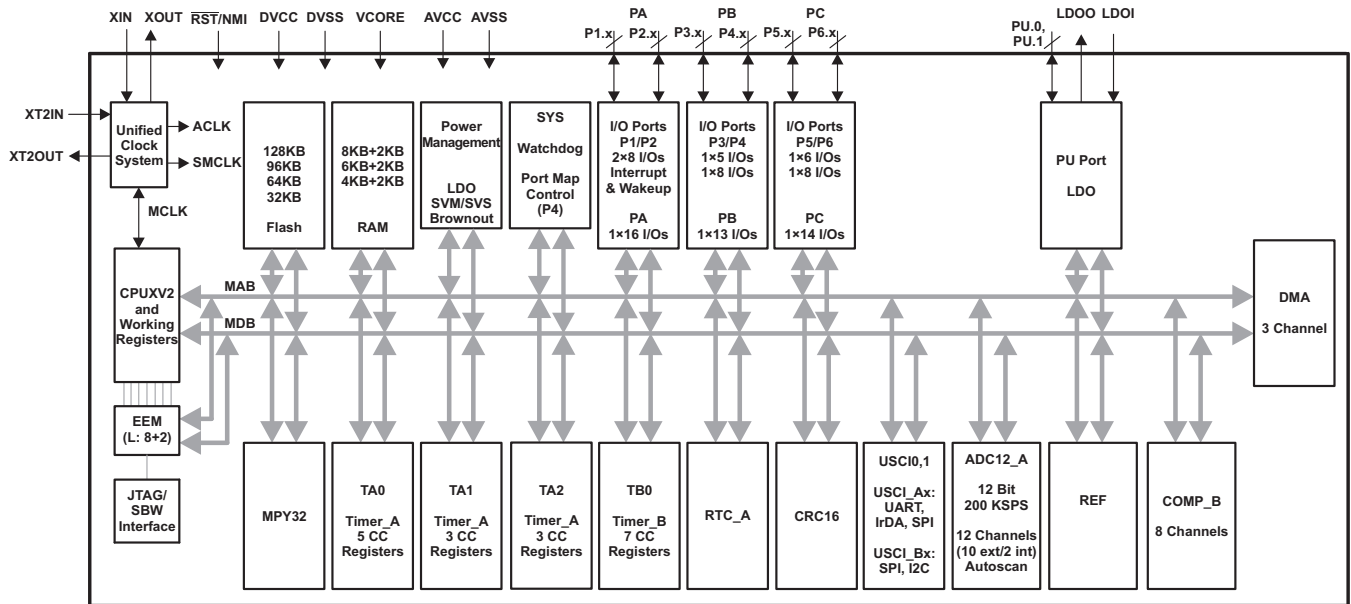 XIN
XOUT
RST/NMI
DVCC
DVSS
VCORE
AVCC
AVSS
PA
P1.x
P2.x
PB
P3.x
P4.x
PC
P5.x
P6.x
PU.0,
PU.1
LDOO
LDOI
XT2IN
XT2OUT
Unified
Clock
System
ACLK
SMCLK
MCLK
128KB
96KB
64KB
32KB
Flash
8KB+2KB
6KB+2KB
4KB+2KB
RAM
Power
Management
LDO
SVM/SVS
Brownout
SYS
Watchdog
Port Map
Control
(P4)
I/O Ports
P1/P2
2×8 I/Os
Interrupt
& Wakeup
PA
1×16 I/Os
I/O Ports
P3/P4
1×5 I/Os
1×8 I/Os
PB
1×13 I/Os
I/O Ports
P5/P6
1×6 I/Os
1×8 I/Os
PC
1×14 I/Os
PU Port
LDO
CPUXV2
and
Working
Registers
MAB
MDB
DMA
3 Channel
EEM
(L: 8+2)
JTAG/
SBW
Interface
MPY32
TA0
Timer_A
5 CC
Registers
TA1
Timer_A
3 CC
Registers
TA2
Timer_A
3 CC
Registers
TB0
Timer_B
7 CC
Registers
RTC_A
CRC16
USCI0,1
USCI_Ax:
UART,
IrDA, SPI
USCI_Bx:
SPI, I2C
ADC12_A
12 Bit
200 KSPS
12 Channels
(10 ext/2 int)
Autoscan
REF
COMP_B
8 Channels